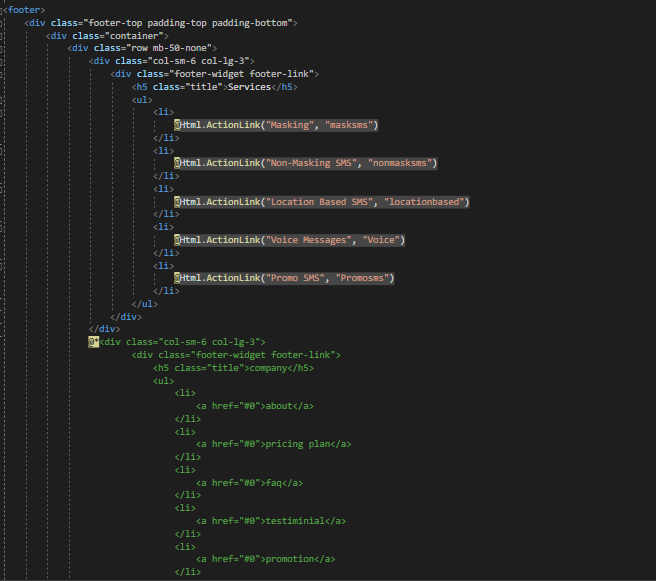 <footer>
<div class="footer-top padding-top padding-bottom">
<div class="container">
<div class="row mb-50-none">
<div class="col-sm-6 col-lg-3">
<div class="footer-widget footer-link">
<h5 class="title">Services</h5>
<ul>
<li>
@Html.ActionLink("Masking", "masksms")
</li>
<li>
@Html.ActionLink("Non-Masking SMS", "nonmasksms")
</li>
<li>
@Html.ActionLink("Location Based SMS", "locationbased")
</li>
<li>
@Html.ActionLink("Voice Messages", "Voice")
</li>
<li>
@Html.ActionLink("Promo SMS", "Promosms")
</li>
</ul>
</div>
</div>
@*<div class="col-sm-6 col-lg-3">
<div class="footer-widget footer-link">
<h5 class="title">company</h5>
<ul>
<li>
<a href="#0">about</a>
</li>
<li>
<a href="#0">pricing plan</a>
</li>
<li>
<a href="#0">faq</a>
</li>
<li>
<a href="#0">testiminial</a>
</li>
<li>
<a href="#0">promotion</a>
</li>